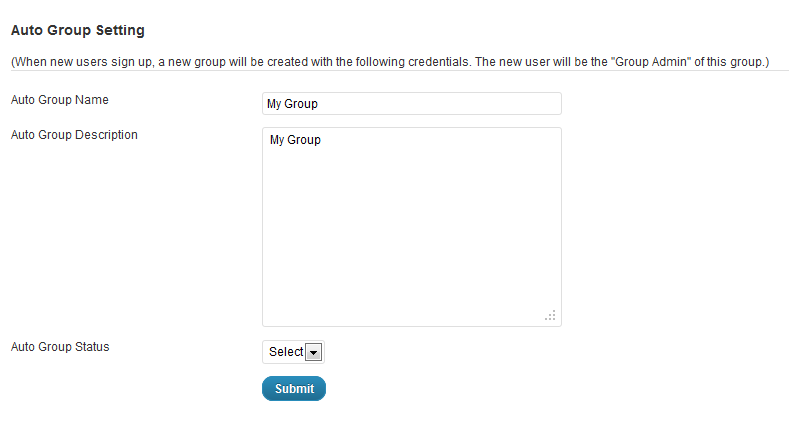 Auto Group Setting
(When new users sign up, a new group will be created with the following credentials. The new user will be the "Group Admin" of this group.)
Auto Group Name
My Group
Auto Group Description
My Group
Auto Group Status
Select
Submit